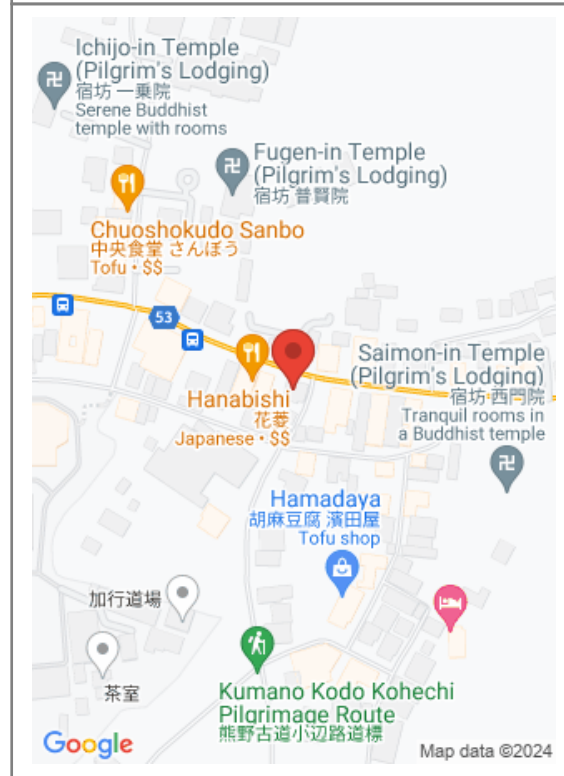 Ichijo-in Temple
(Pilgrim's Lodging)
宿坊 一乗院
Serene Buddhist
temple with rooms
Fugen-in Temple
(Pilgrim's Lodging)
宿坊 普賢院
Chuoshokudo Sanbo
中央食堂 さんぼう
Tofu • $$
53
Hanabishi
花菱
Japanese • $$
Saimon-in Temple
(Pilgrim's Lodging)
宿坊 西門院
Tranquil rooms in
a Buddhist temple
Hamadaya
胡麻豆腐 濱田屋
Tofu shop
加行道場
茶室
Kumano Kodo Kohechi
Pilgrimage Route
熊野古道小辺路道標
Google
Map data ©2024